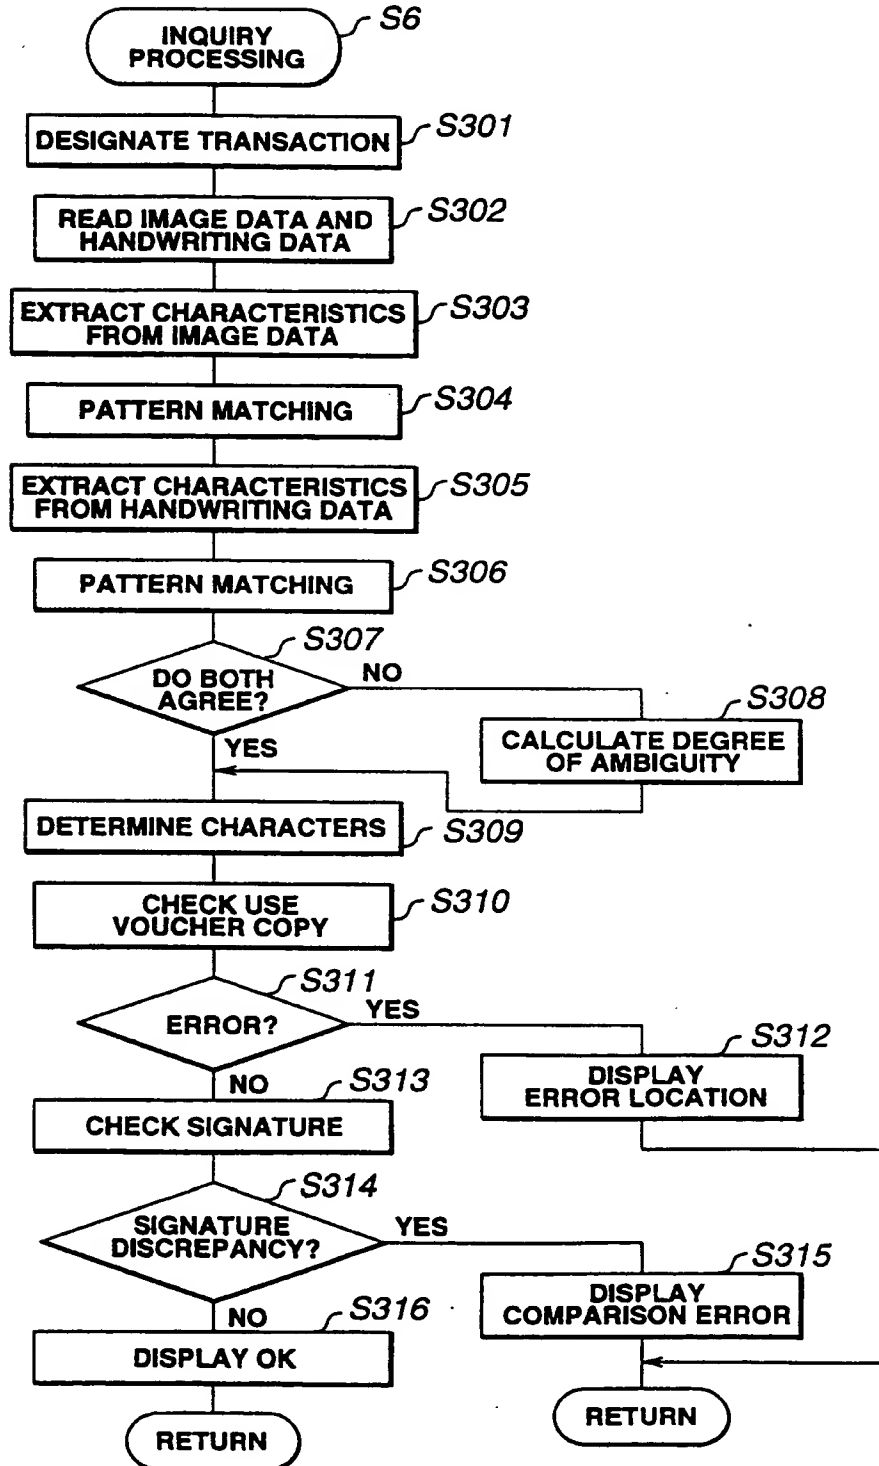 S6
INQUIRY
PROCESSING
S301
DESIGNATE TRANSACTION
S302
READ IMAGE DATA AND
HANDWRITING DATA
S303
EXTRACT CHARACTERISTICS
FROM IMAGE DATA
S304
PATTERN MATCHING
S305
EXTRACT CHARACTERISTICS
FROM HANDWRITING DATA
S306
PATTERN MATCHING
S307
DO BOTH
AGREE?
NO
S308
CALCULATE DEGREE
OF AMBIGUITY
YES
DETERMINE CHARACTERS
S309
CHECK USE
VOUCHER COPY
S310
S311
ERROR?
YES
S312
DISPLAY
ERROR LOCATION
NO
S313
CHECK SIGNATURE
S314
SIGNATURE
DISCREPANCY?
YES
S315
DISPLAY
COMPARISON ERROR
NO
S316
DISPLAY OK
RETURN
RETURN